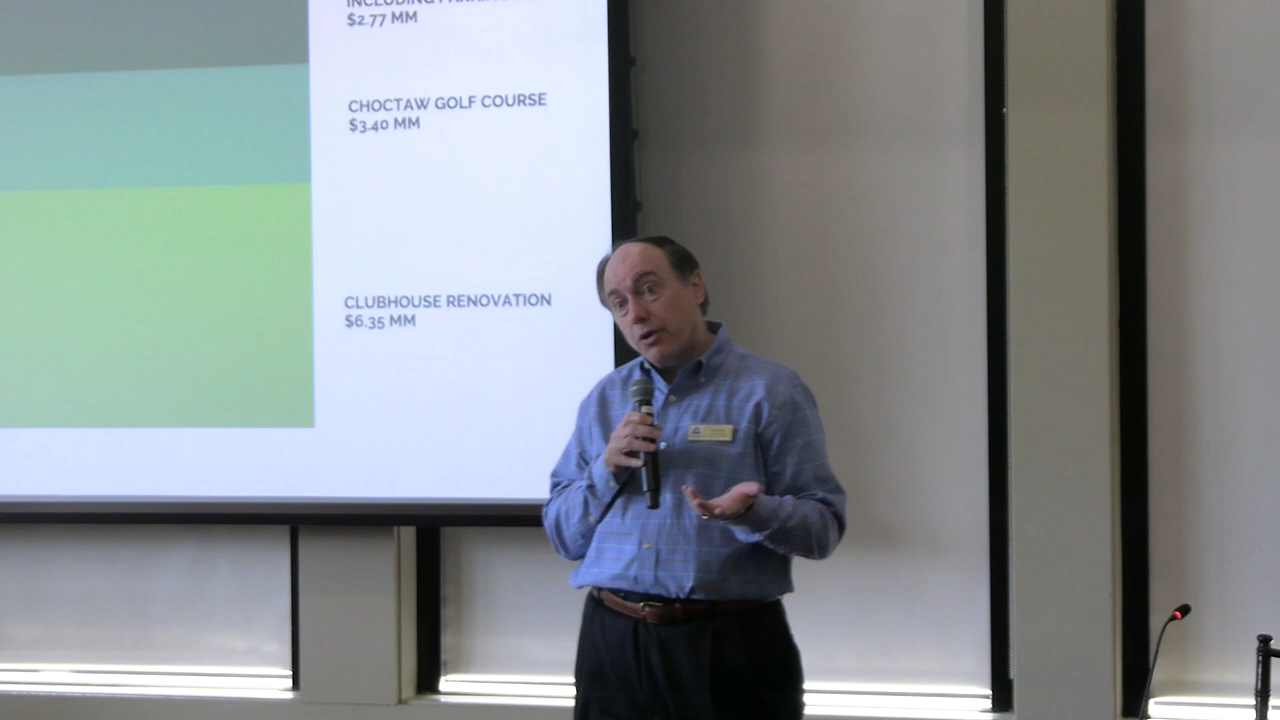 $2.77 MM
CHOCTAW GOLF COURSE
$3.40 MM
CLUBHOUSE RENOVATION
$6.35 MM